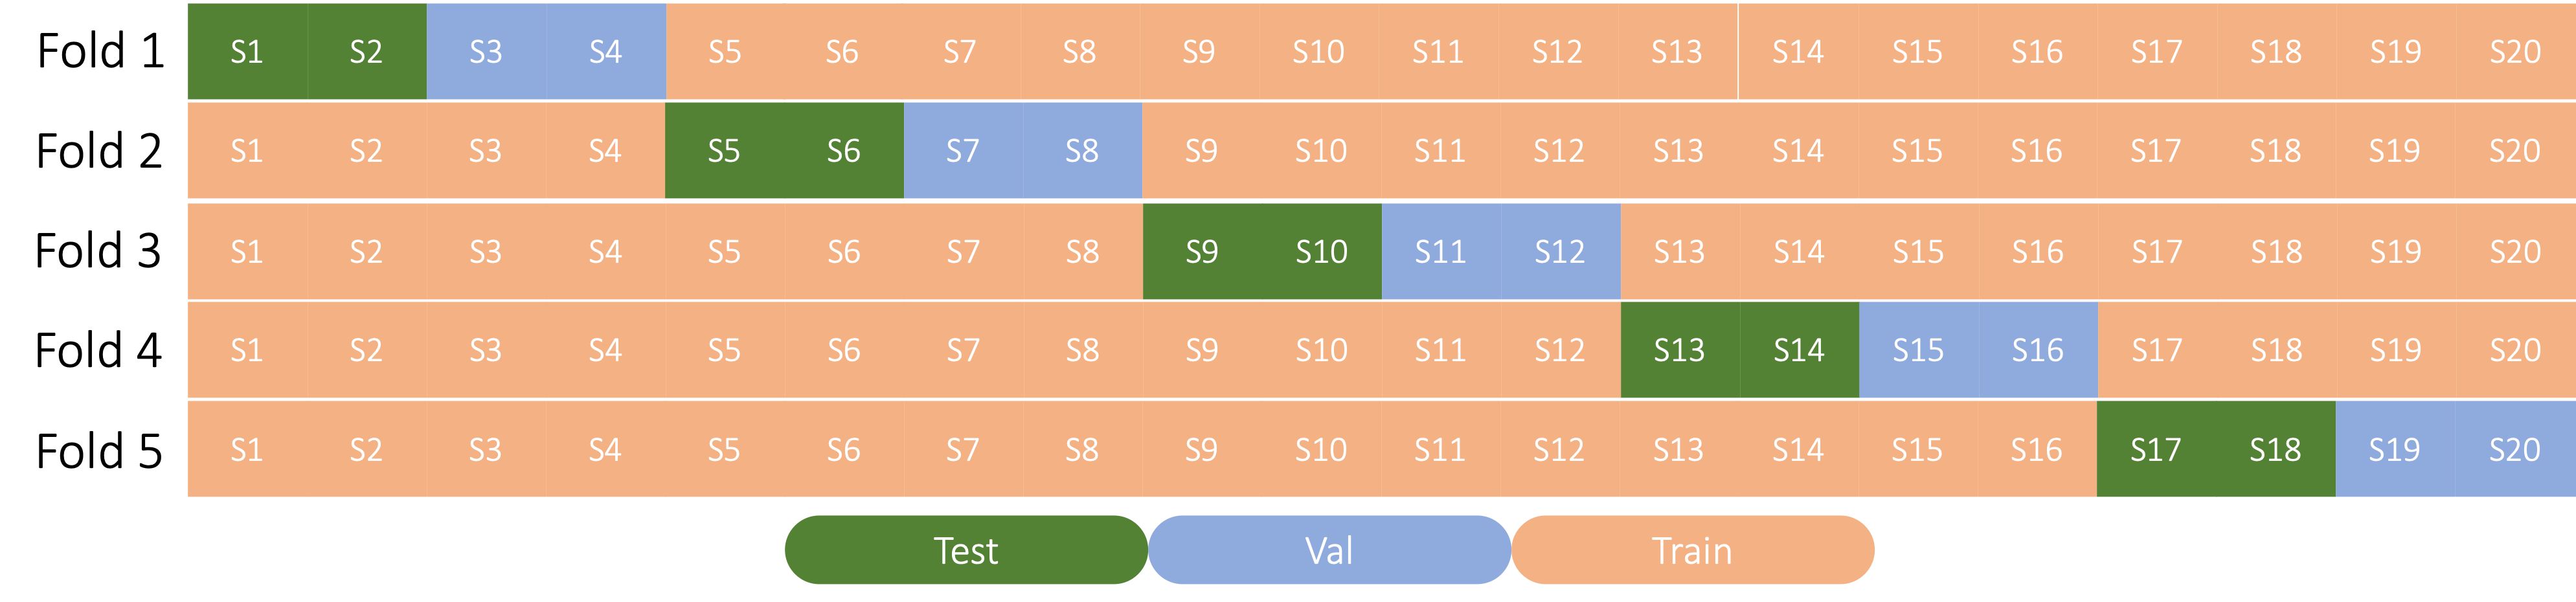 Fold 1 S1 S2 S3 S4 S5 S6 S7 S8 S9 S10 S11 S12 S13 S14 S15 S16 S17 S18 S19 S20
Fold 2 S1 S2 S3 S4 S5 S6 S7 S8 S9 S10 S11 S12 S13 S14 S15 S16 S17 S18 S19 S20
Fold 3 S1 S2 S3 S4 S5 S6 S7 S8 S9 S10 S11 S12 S13 S14 S15 S16 S17 S18 S19 S20
Fold 4 S1 S2 S3 S4 S5 S6 S7 S8 S9 S10 S11 S12 S13 S14 S15 S16 S17 S18 S19 S20
Fold 5 S1 S2 S3 S4 S5 S6 S7 S8 S9 S10 S11 S12 S13 S14 S15 S16 S17 S18 S19 S20
Test Val Train